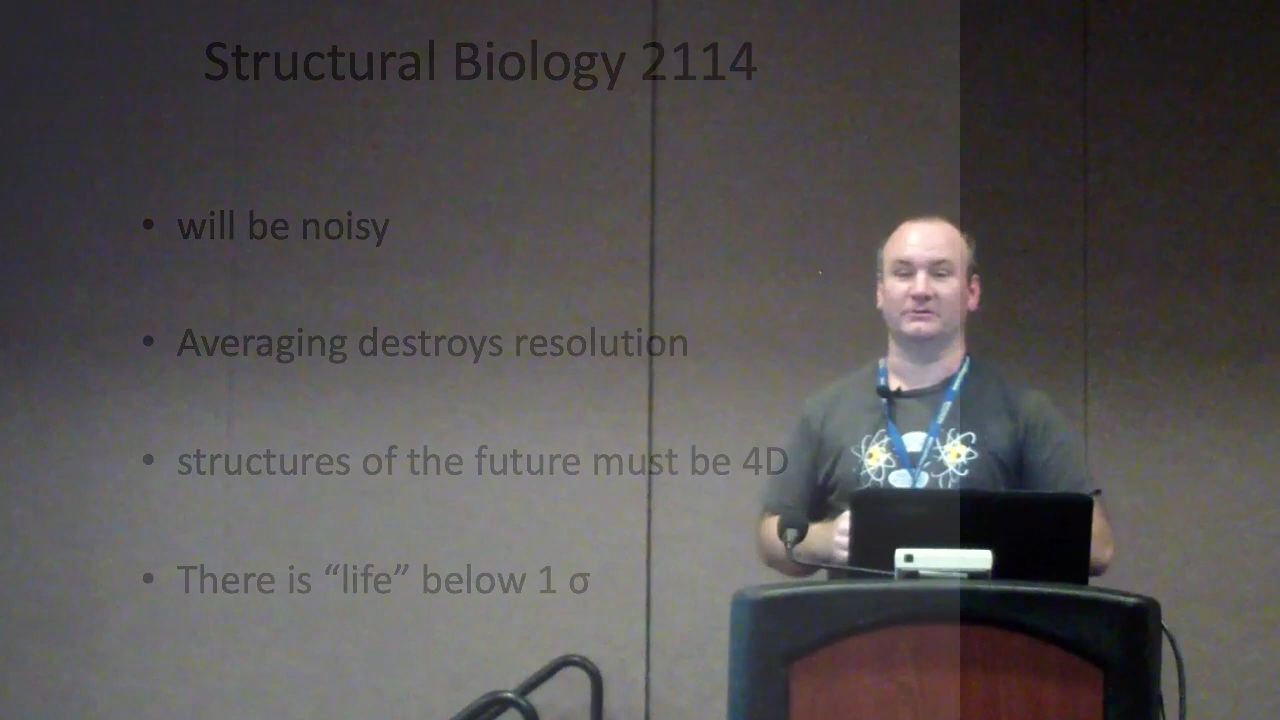 Structural Biology 2114
• will be noisy
• Averaging destroys resolution
• structures of the future must be 4D
• There is “life” below 1 σ